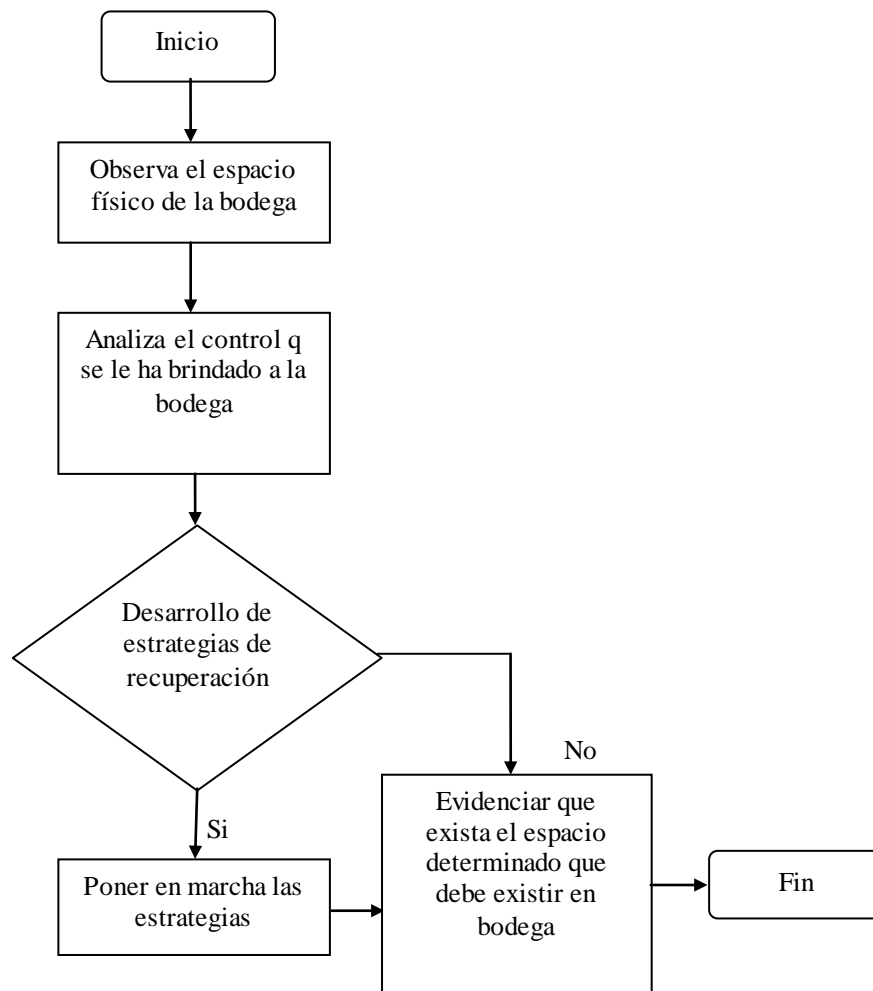 Inicio
Observa el espacio
físico de la bodega
Analiza el control q
se le ha brindado a la
bodega
Desarrollo de
estrategias de
recuperación
No
Si
Evidenciar que
exista el espacio
determinado que
debe existir en
bodega
Poner en marcha las
estrategias
Fin